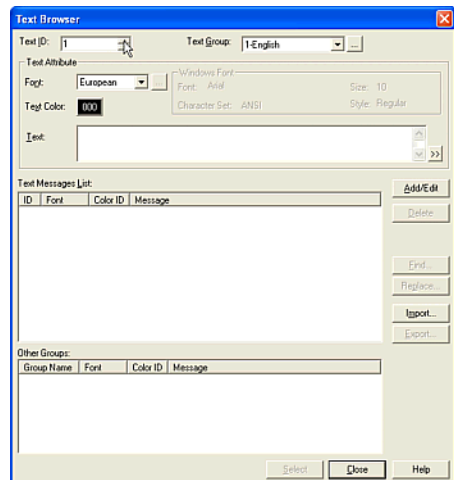 Text Browser
Text ID: 1 Text Group: 1-English ...
Text Attribute
Font: European ...
Text Color: 000
Windows Font
Font: Arial Size: 10
Character Set: ANSI Style: Regular
Text: >>
Text Messages List:
ID Font Color ID Message
Add/Edit
Delete
Find...
Replace...
Import...
Export...
Other Groups:
Group Name Font Color ID Message
Select Close Help